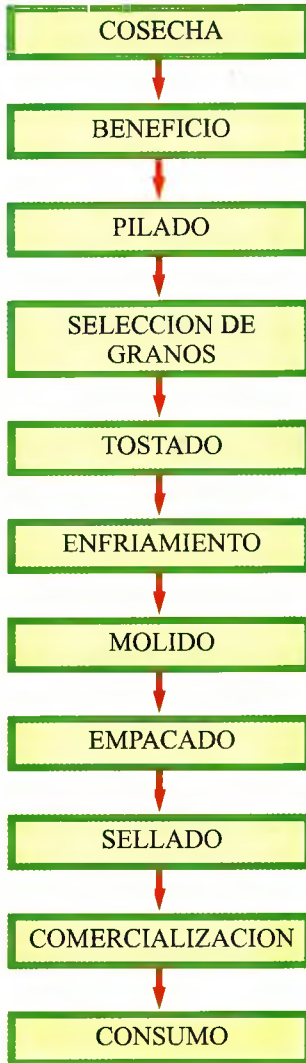 COSECHA
BENEFICIO
PILADO
SELECCION DE
GRANOS
TOSTADO
ENFRIAMIENTO
MOLIDO
EMPACADO
SELLADO
COMERCIALIZACION
CONSUMO